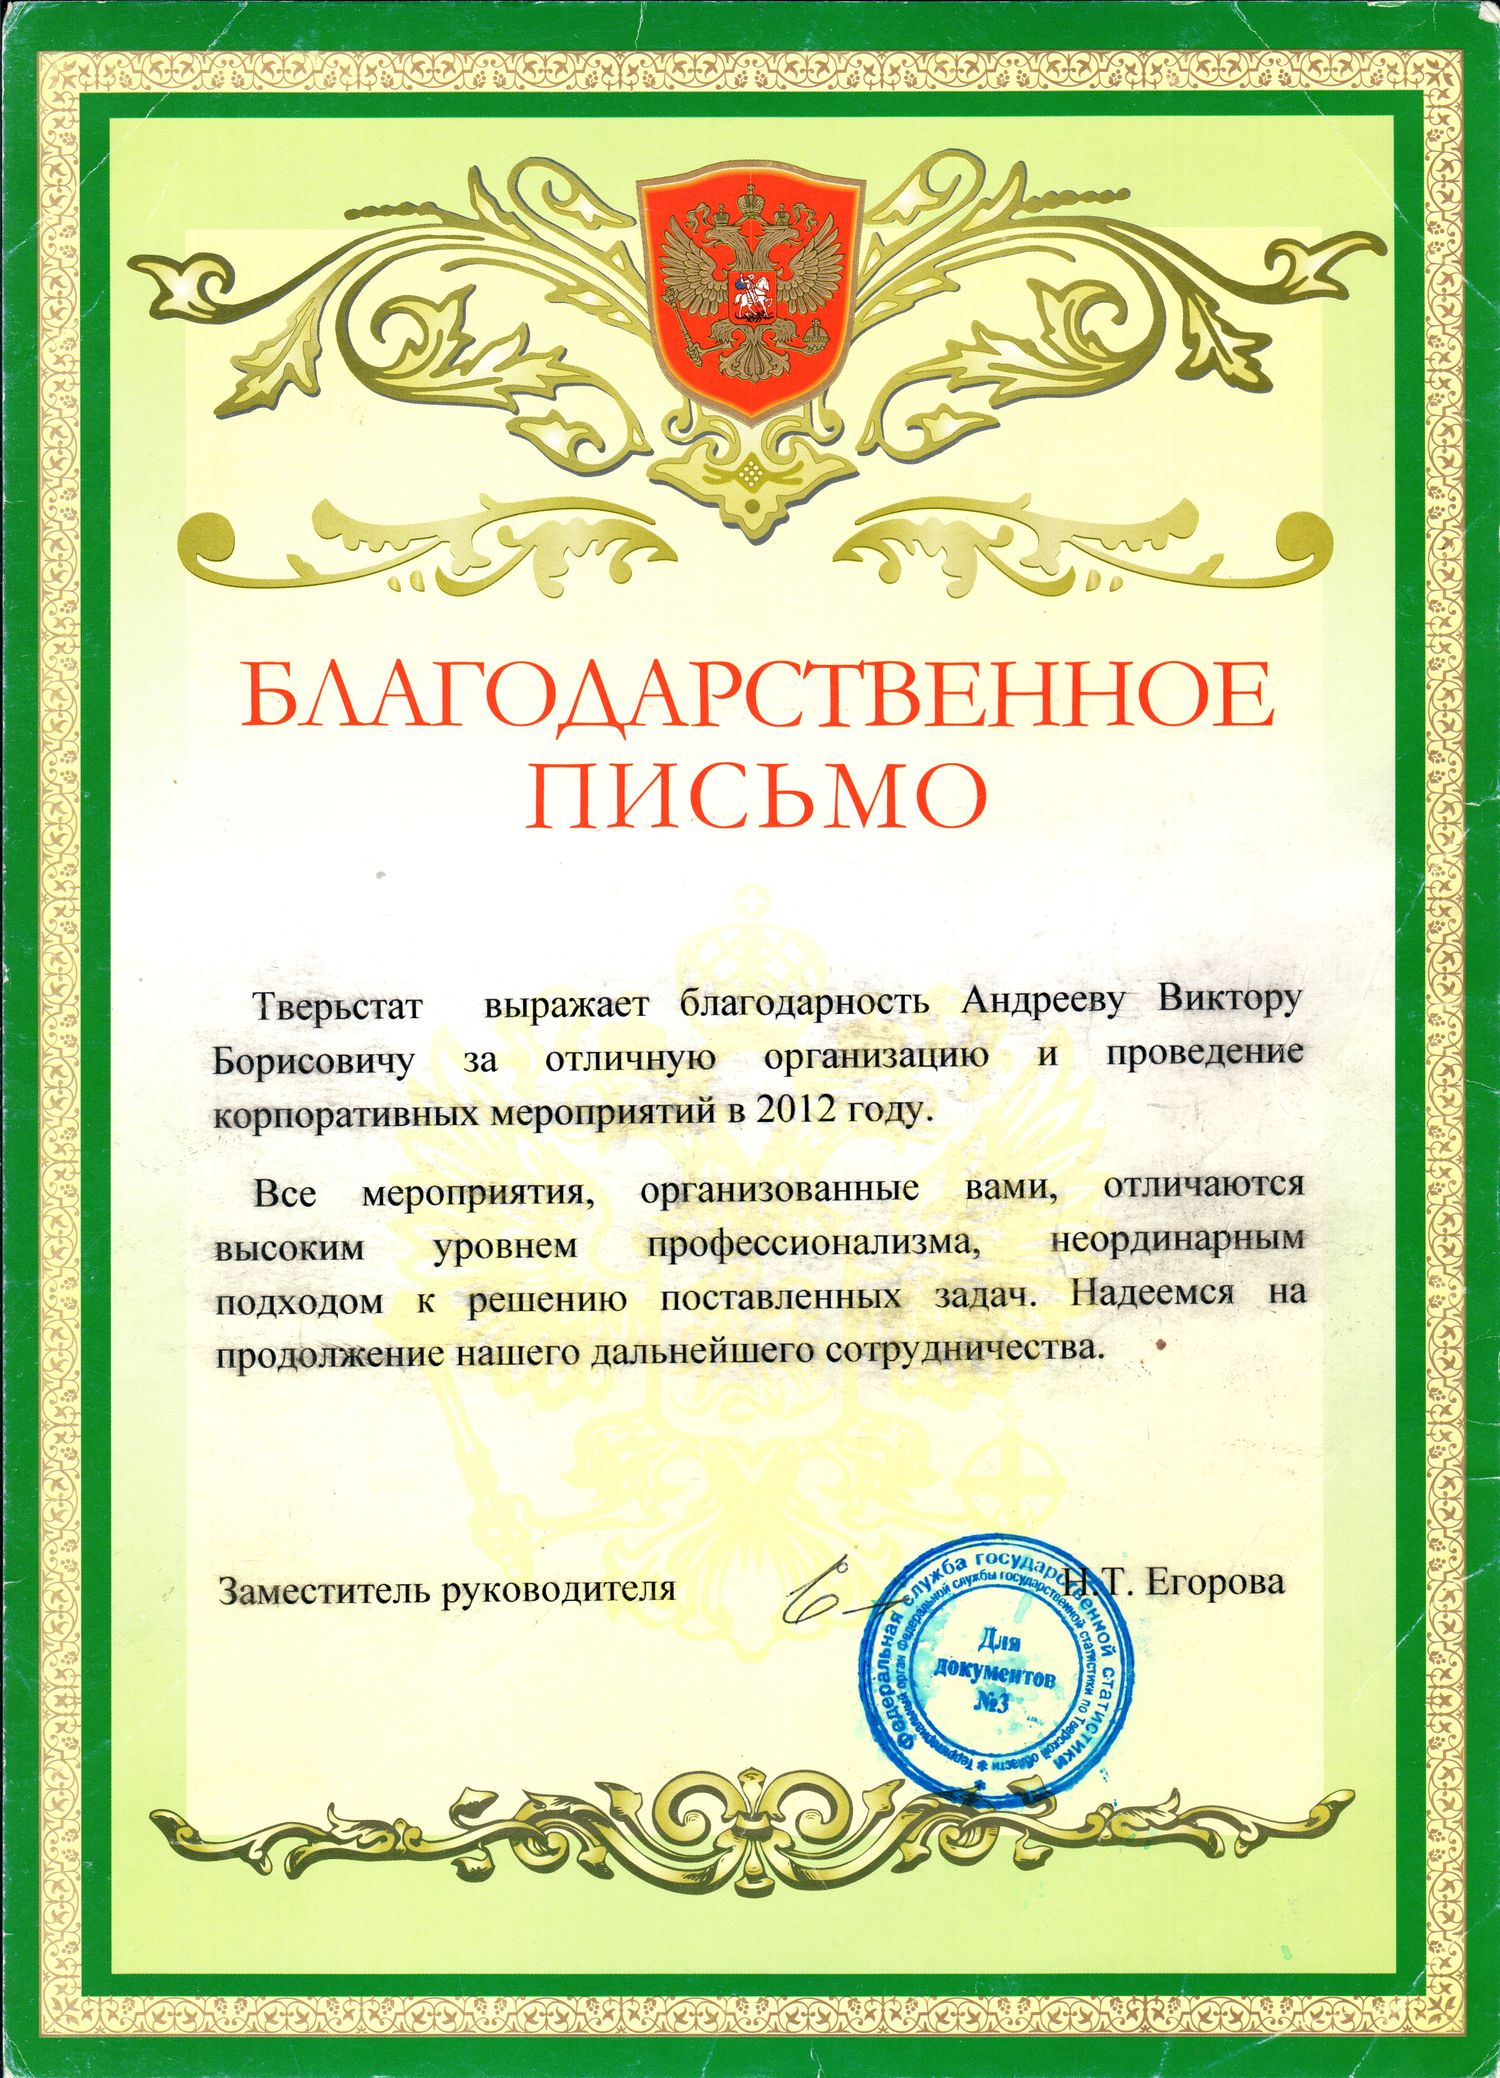 БЛАГОДАРСТВЕННОЕ
ПИСЬМО
Тверьстат выражает благодарность Андрееву Виктору
Борисовичу за отличную организацию и проведение
корпоративных мероприятий в 2012 году.
Все мероприятия, организованные вами, отличаются
высоким уровнем профессионализма, неординарным
подходом к решению поставленных задач. Надеемся на
продолжение нашего дальнейшего сотрудничества.
Заместитель руководителя
Н.Т. Егорова
Федеральная служба государственной статистики
Территориальный орган Федеральной службы государственной статистики по Тверской области
Для
документов
№3